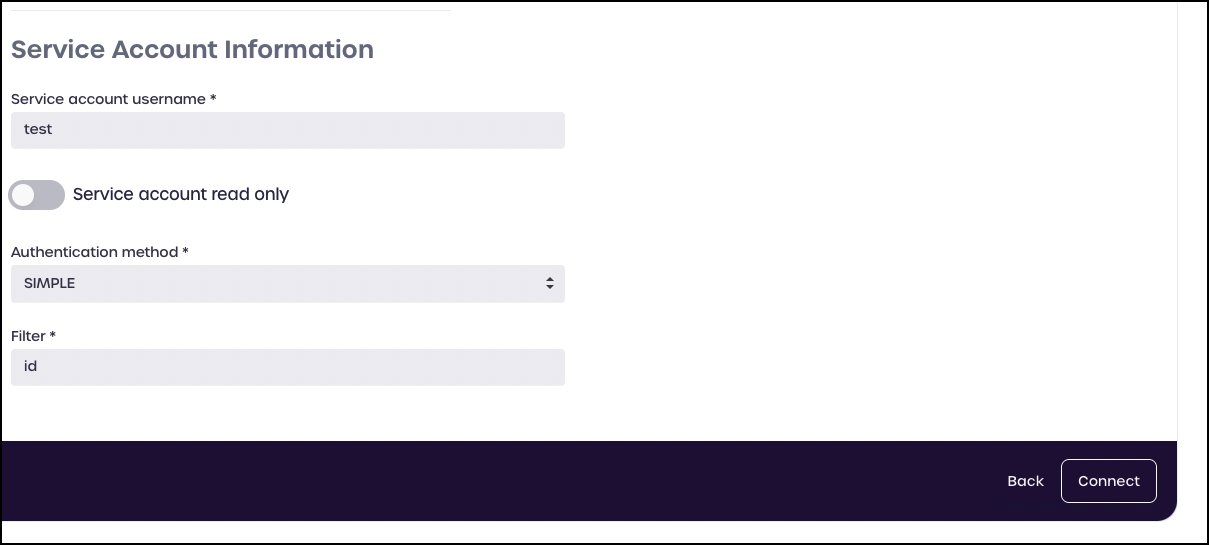 Service Account Information
Service account username *
test
Service account read only
Authentication method *
SIMPLE
Filter *
id
Back
Connect